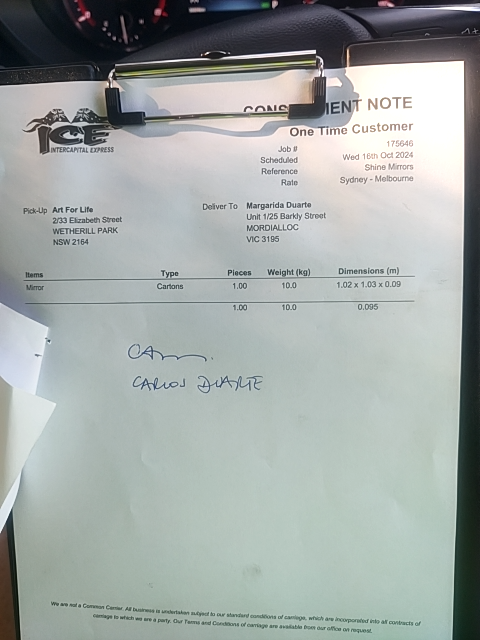 ICE
INTERCAPITAL EXPRESS
CONS ENT NOTE
One Time Customer
Job # 175646
Scheduled Wed 16th Oct 2024
Reference Shine Mirrors
Rate Sydney - Melbourne
Pick-Up Art For Life
2/33 Elizabeth Street
WETHERILL PARK
NSW 2164
Deliver To Margarida Duarte
Unit 1/25 Barkly Street
MORDIALLOC
VIC 3195
Items Type Pieces Weight (kg) Dimensions (m)
Mirror Cartons 1.00 10.0 1.02 x 1.03 x 0.09
1.00 10.0 0.095
CARLOS DUARTE
We are not a Common Carrier. All business is undertaken subject to our standard conditions of carriage, which are incorporated into all contracts of
carriage to which we are a party. Our Terms and Conditions of carriage are available from our office on request.